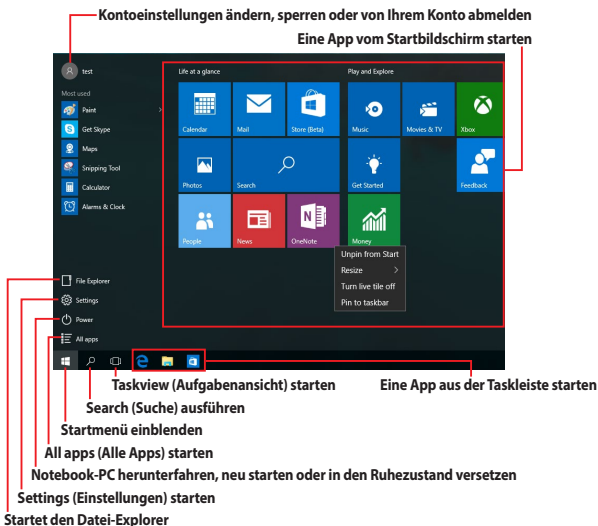 Kontoeinstellungen ändern, sperren oder von Ihrem Konto abmelden
Eine App vom Startbildschirm starten
test
Life at a glance
Play and Explore
Most used
Paint
Get Skype
Maps
Snipping Tool
Calculator
Alarms & Clock
Calendar
Mail
Store (Beta)
Music
Movies & TV
Xbox
Photos
Search
Get Started
Feedback
People
News
OneNote
Money
Unpin from Start
Resize
Turn live tile off
Pin to taskbar
File Explorer
Settings
Power
All apps
Taskview (Aufgabenansicht) starten
Eine App aus der Taskleiste starten
Search (Suche) ausführen
Startmenü einblenden
All apps (Alle Apps) starten
Notebook-PC herunterfahren, neu starten oder in den Ruhezustand versetzen
Settings (Einstellungen) starten
Startet den Datei-Explorer